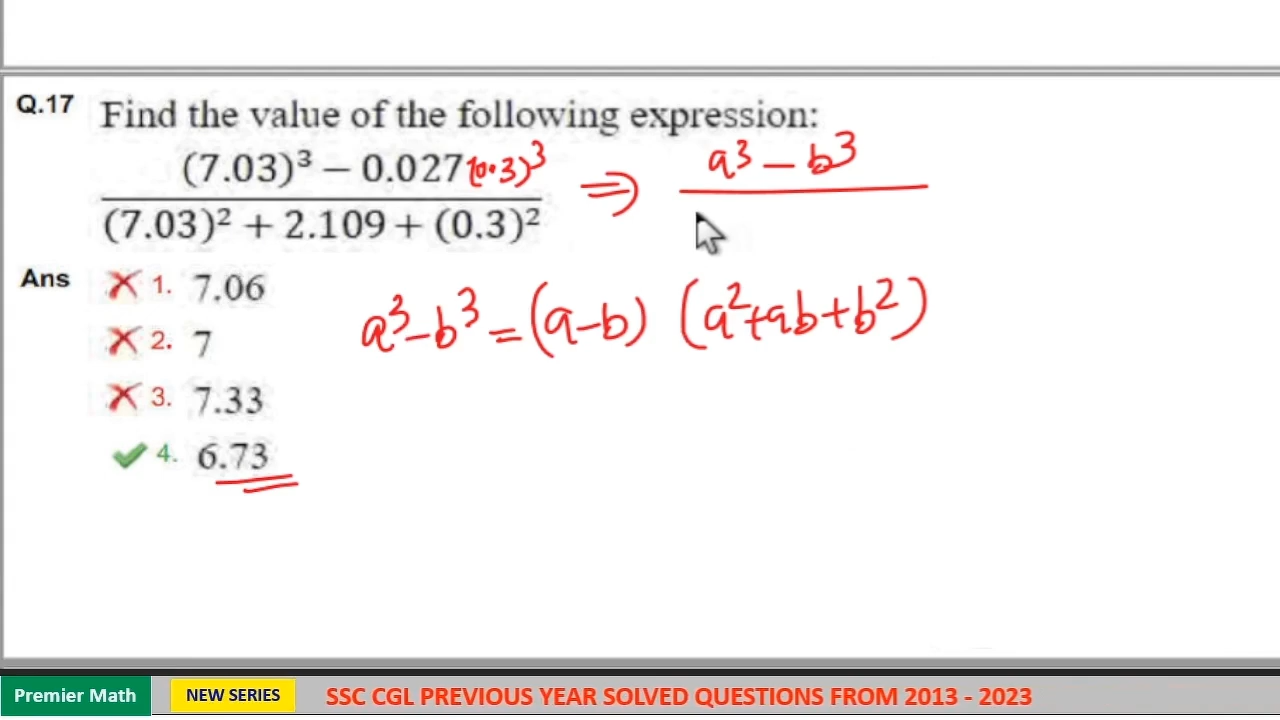 Q.17 Find the value of the following expression:
(7.03)³ − 0.027 (0.3)³ ⇒ a³ − b³
(7.03)² + 2.109 + (0.3)²
Ans 1. 7.06
a³ − b³ = (a − b) (a² + ab + b²)
2. 7
3. 7.33
4. 6.73
Premier Math NEW SERIES SSC CGL PREVIOUS YEAR SOLVED QUESTIONS FROM 2013 - 2023